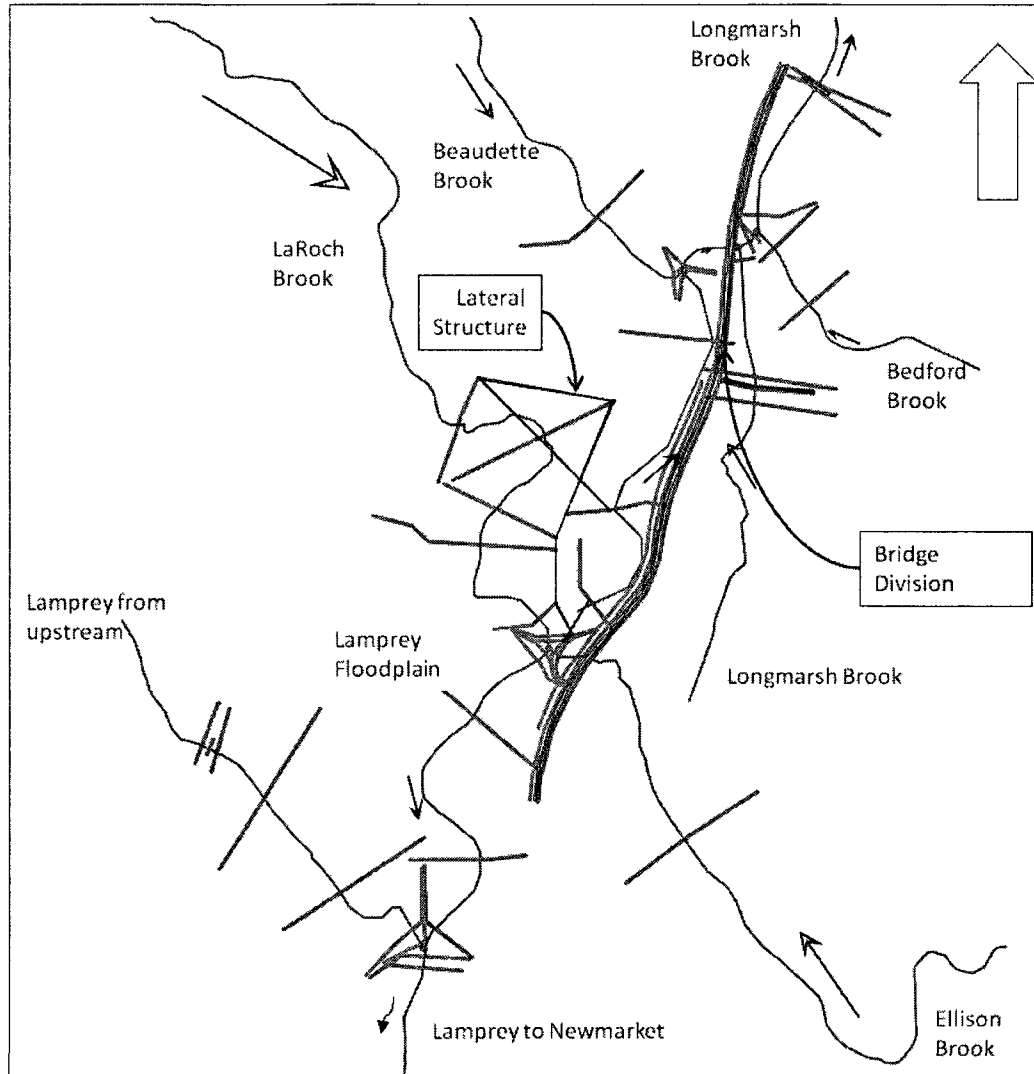 Longmarsh
Brook
Beaudette
Brook
LaRoch
Brook
Lateral
Structure
Bedford
Brook
Bridge
Division
Lamprey from
upstream
Lamprey
Floodplain
Longmarsh Brook
Lamprey to Newmarket
Ellison
Brook